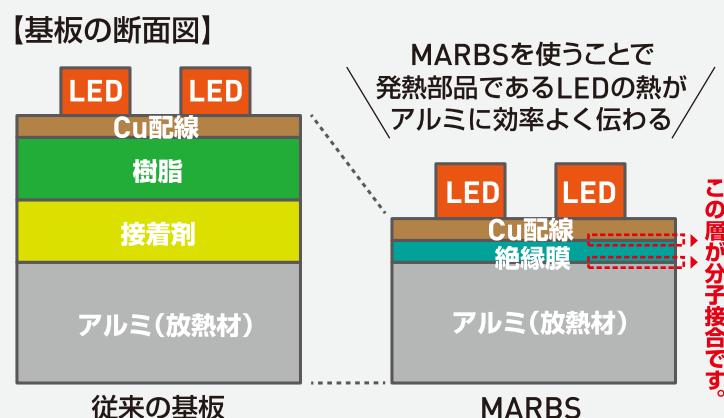 【基板の断面図】
MARBSを使うことで
発熱部品であるLEDの熱が
アルミに効率よく伝わる
LED
LED
Cu配線
樹脂
接着剤
アルミ(放熱材)
従来の基板
LED
LED
Cu配線
絶縁膜
アルミ(放熱材)
MARBS
この層が分子接合です。